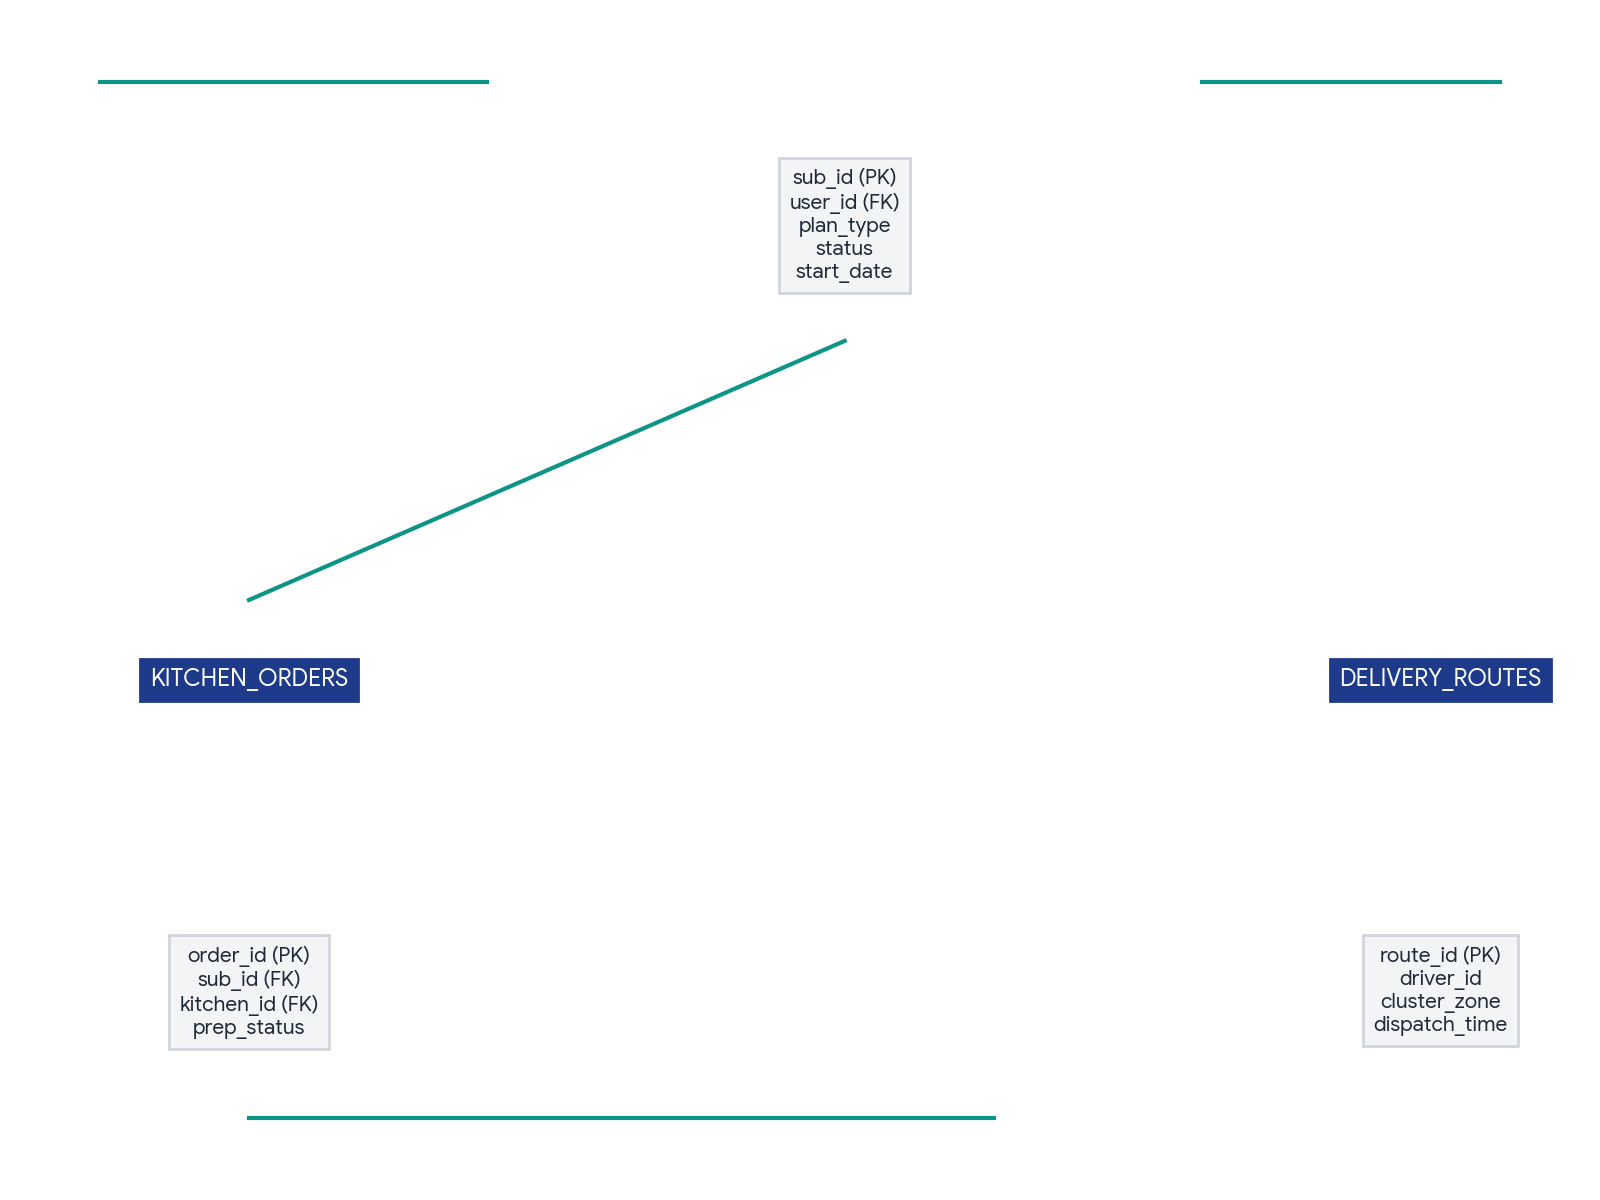 sub_id (PK)
user_id (FK)
plan_type
status
start_date
KITCHEN_ORDERS
DELIVERY_ROUTES
order_id (PK)
sub_id (FK)
kitchen_id (FK)
prep_status
route_id (PK)
driver_id
cluster_zone
dispatch_time